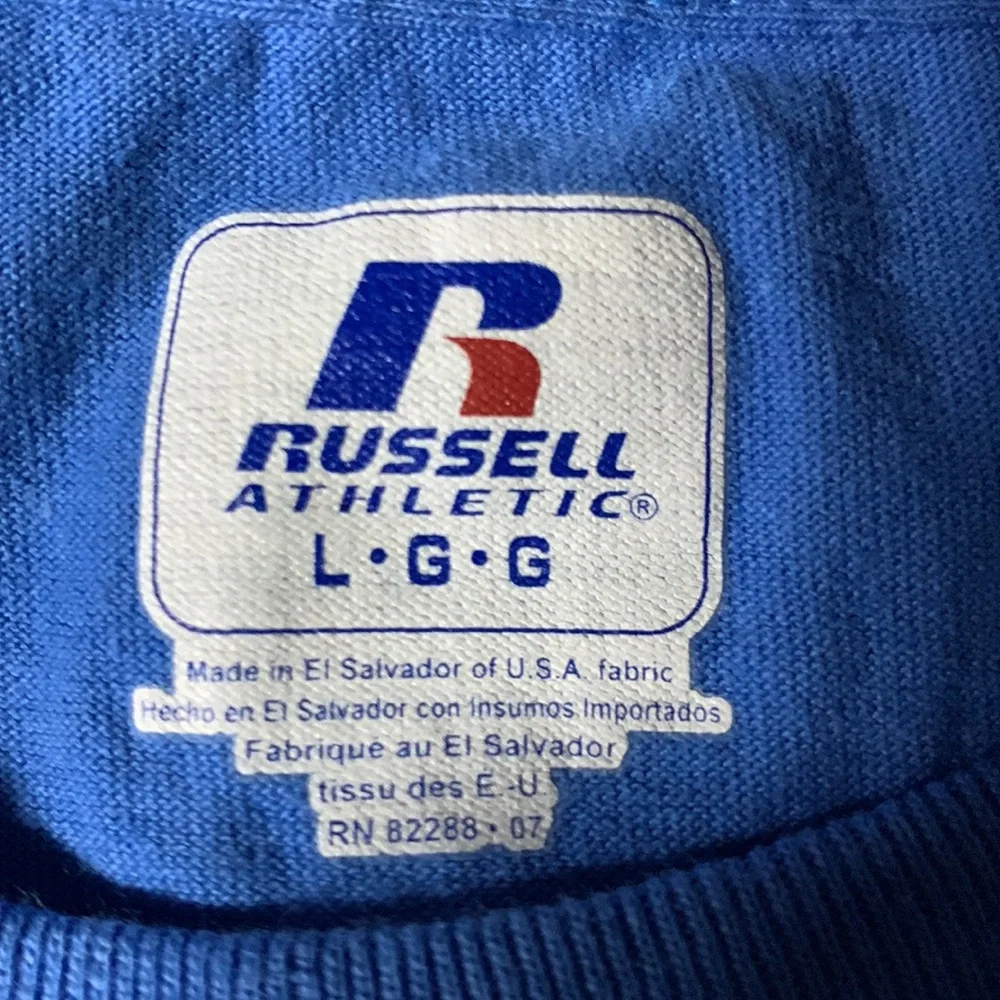 RUSSELL
ATHLETIC®
L•G•G
Made in El Salvador of U.S.A. fabric
Hecho en El Salvador con Insumos Importados
Fabriqué au El Salvador
tissu des É.-U
RN 82288 • 07